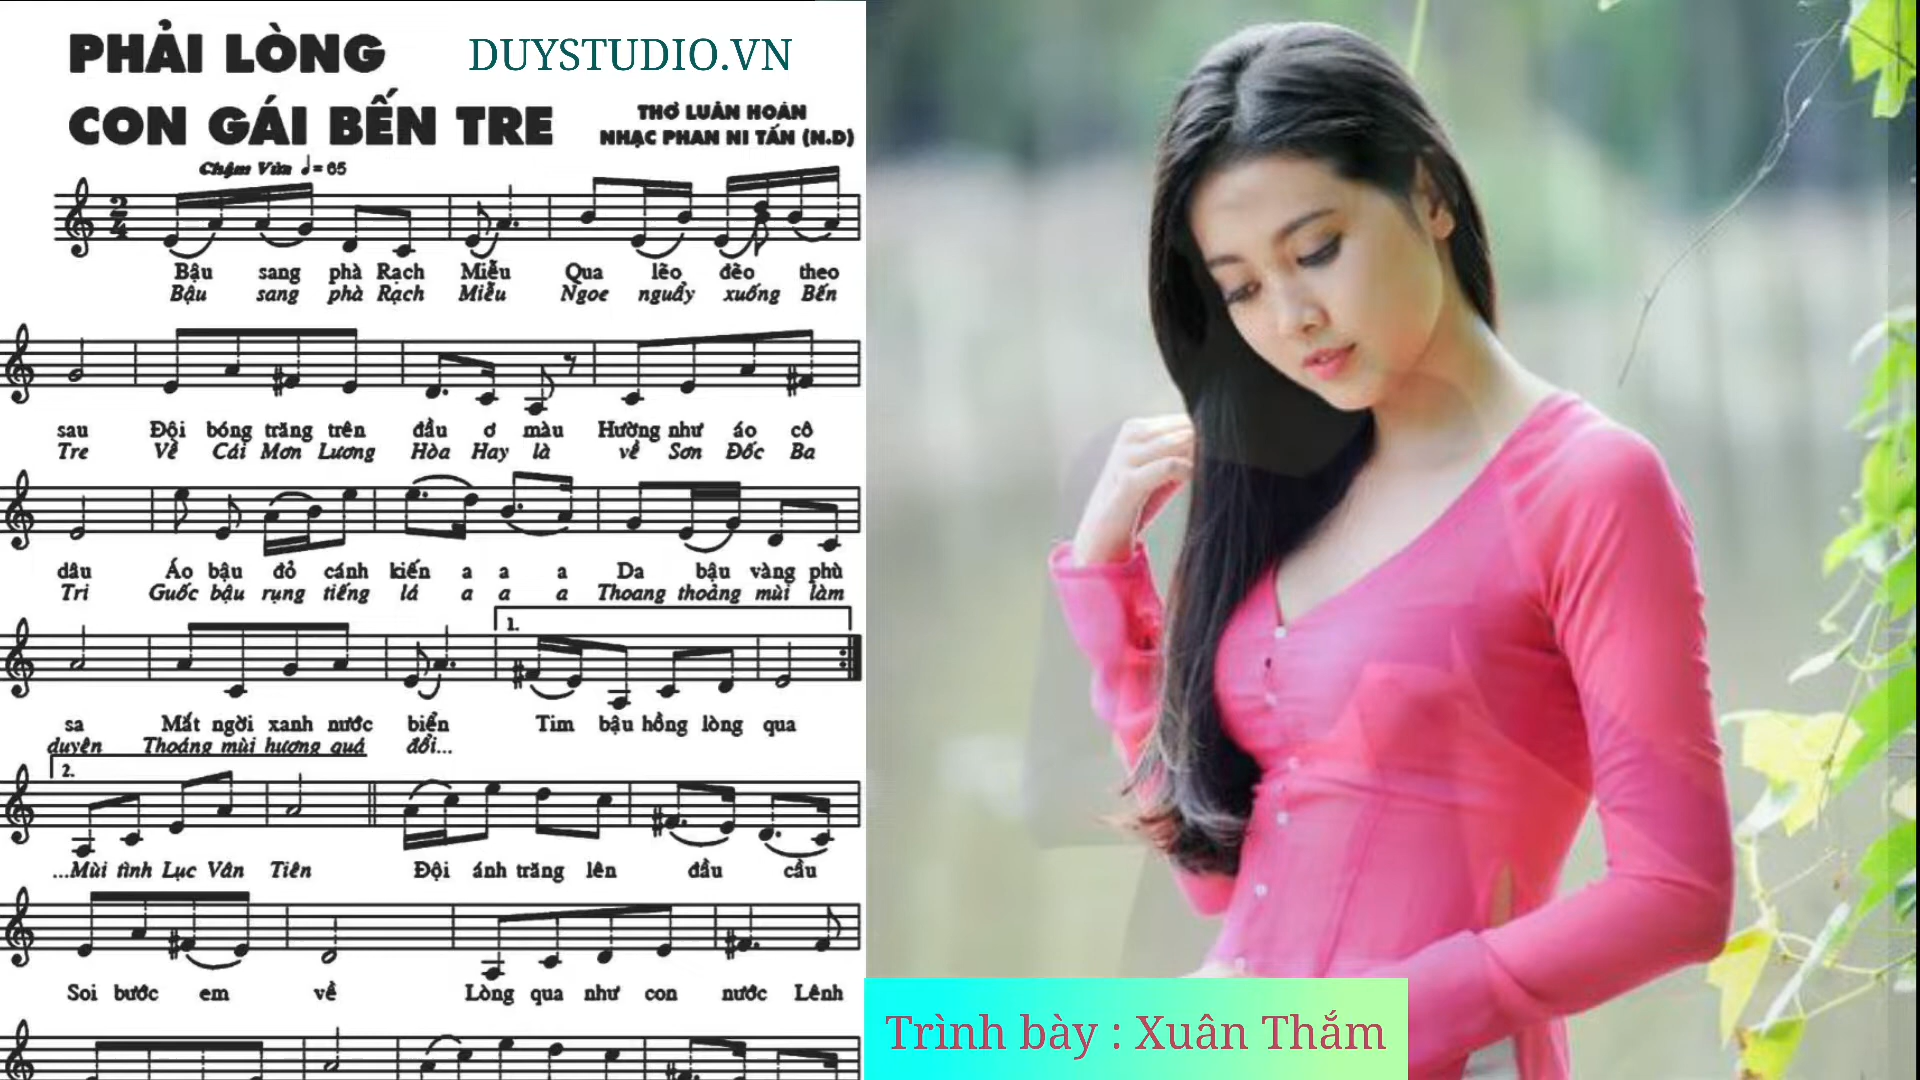 PHẢI LÒNG
CON GÁI BẾN TRE
DUYSTUDIO.VN
THƠ LUÂN HOÁN
NHẠC PHAN NI TẤN (N.D)
Chậm Vừa ♩= 65
2
4
Bậu sang phà Rạch Miễu Qua lẽo đẽo theo
Bậu sang phà Rạch Miễu Ngoe nguẩy xuống Bến
sau Đội bóng trăng trên đầu ơ màu Hường như áo cô
Tre Về Cái Mơn Lương Hòa Hay là về Sơn Đốc Ba
dâu Áo bậu đỏ cánh kiến a a a Da bậu vàng phù
Tri Guốc bậu rụng tiếng lá a a a Thoang thoảng mùi làm
1.
sa Mắt ngời xanh nước biển Tim bậu hồng lòng qua
duyên Thoáng mùi hương quá đổi...
2.
...Mùi tình Lục Vân Tiên Đội ánh trăng lên đầu cầu
Soi bước em về Lòng qua như con nước Lênh
Trình bày : Xuân Thắm